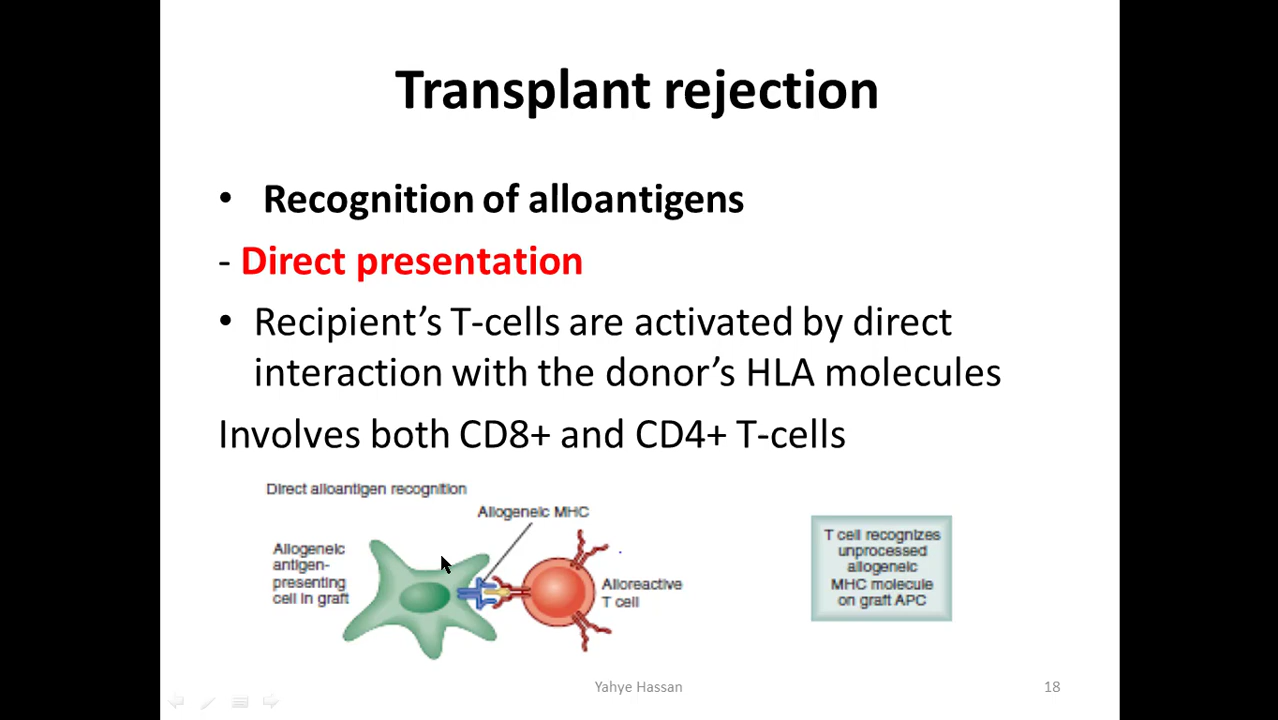 Transplant rejection
• Recognition of alloantigens
- Direct presentation
• Recipient’s T-cells are activated by direct
interaction with the donor’s HLA molecules
Involves both CD8+ and CD4+ T-cells
Direct alloantigen recognition
Allogeneic MHC
Allogeneic
antigen-
presenting
cell in graft
Alloreactive
T cell
T cell recognizes
unprocessed
allogeneic
MHC molecule
on graft APC
Yahye Hassan
18